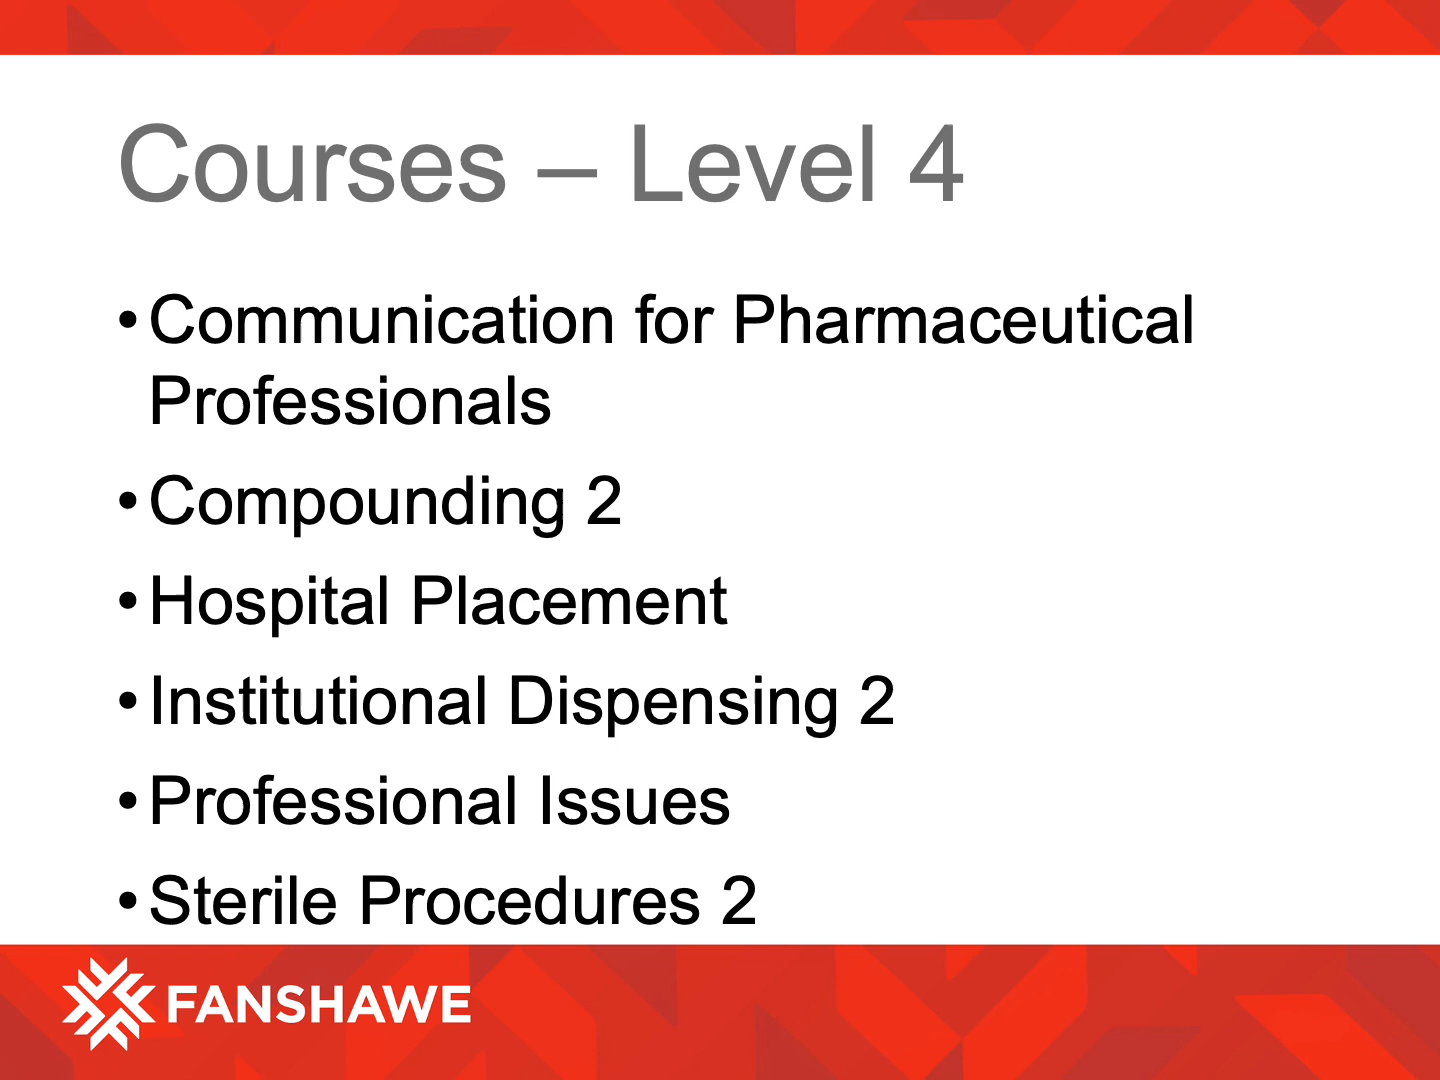 Courses – Level 4
•Communication for Pharmaceutical
Professionals
•Compounding 2
•Hospital Placement
•Institutional Dispensing 2
•Professional Issues
•Sterile Procedures 2
FANSHAWE